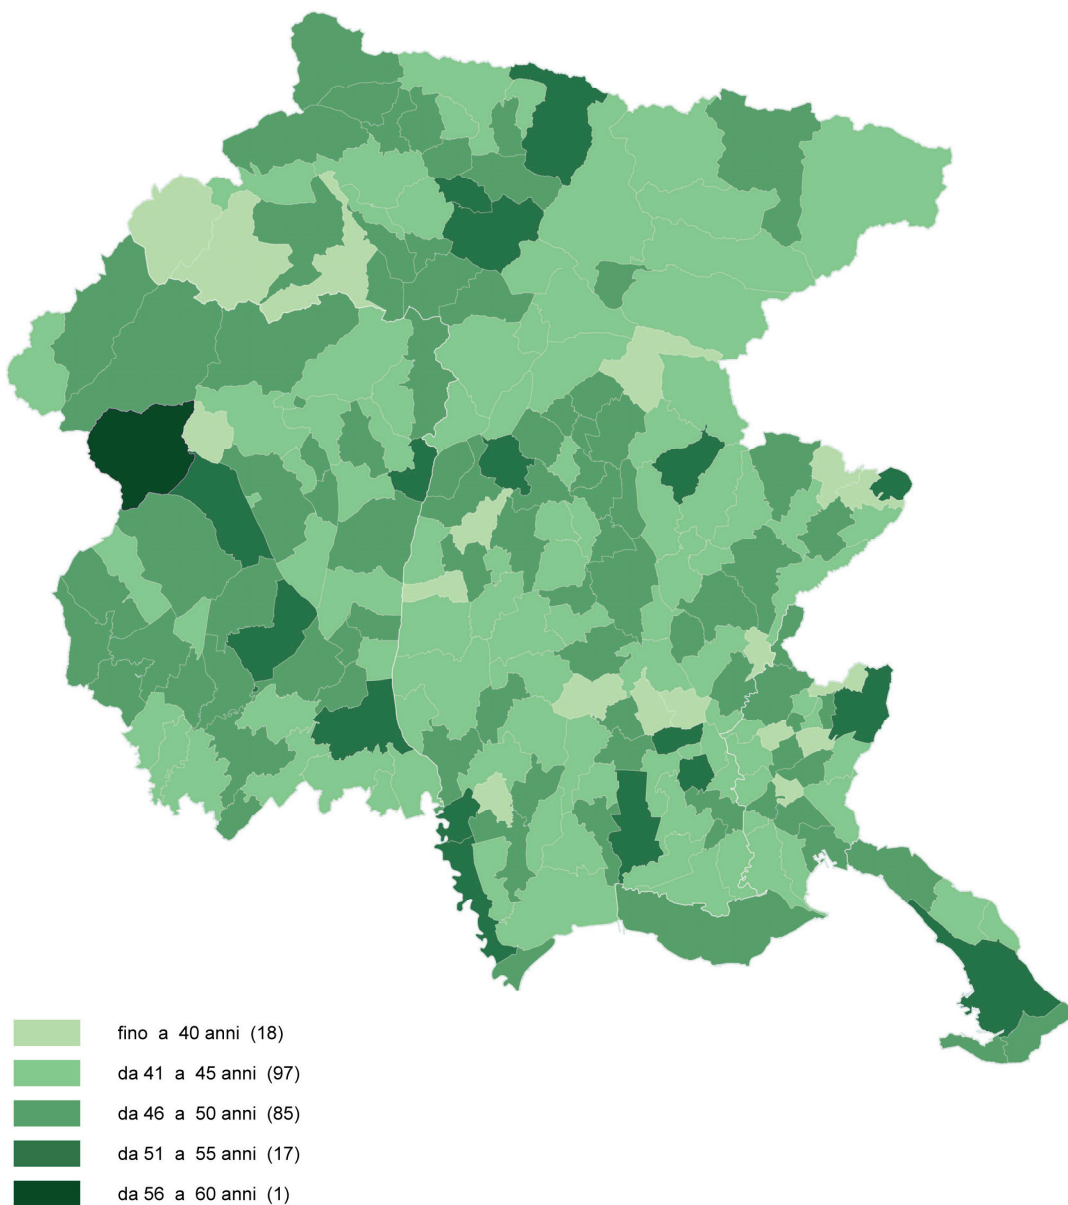 fino a 40 anni (18)
da 41 a 45 anni (97)
da 46 a 50 anni (85)
da 51 a 55 anni (17)
da 56 a 60 anni (1)